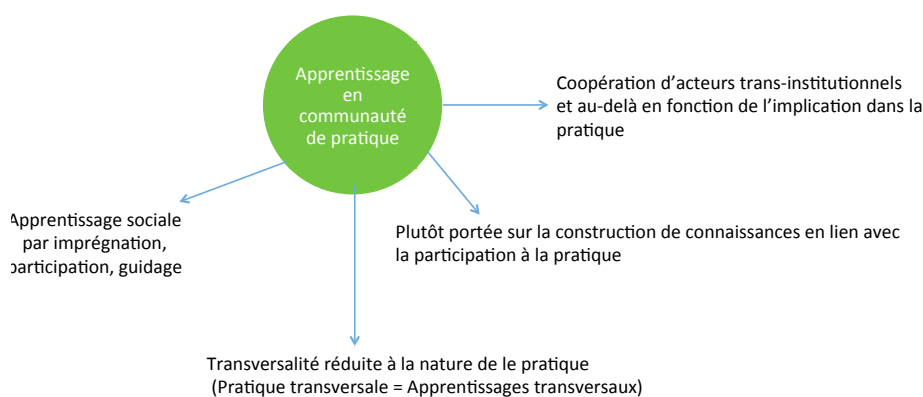 Apprentissage
en
communauté
de pratique
Coopération d'acteurs trans-institutionnels
et au-delà en fonction de l'implication dans la
pratique
Apprentissage sociale
par imprégnation,
participation, guidage
Plutôt portée sur la construction de connaissances en lien avec
la participation à la pratique
Transversalité réduite à la nature de le pratique
(Pratique transversale = Apprentissages transversaux)